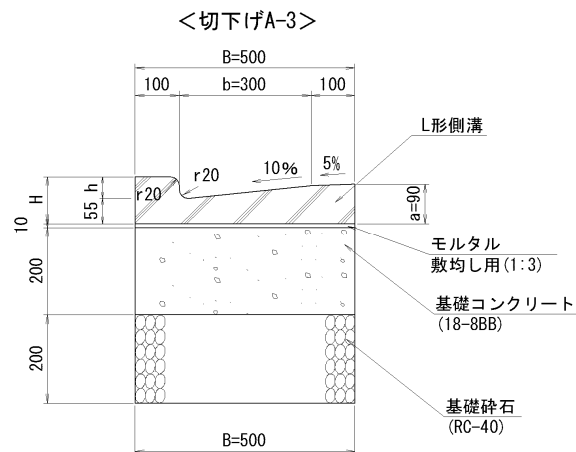 ＜切下げA-3＞
B=500
100
b=300
100
L形側溝
r20
10%
5%
r20
h
H
55
a=90
10
モルタル
敷均し用(1:3)
200
基礎コンクリート
(18-8BB)
200
基礎砕石
(RC-40)
B=500